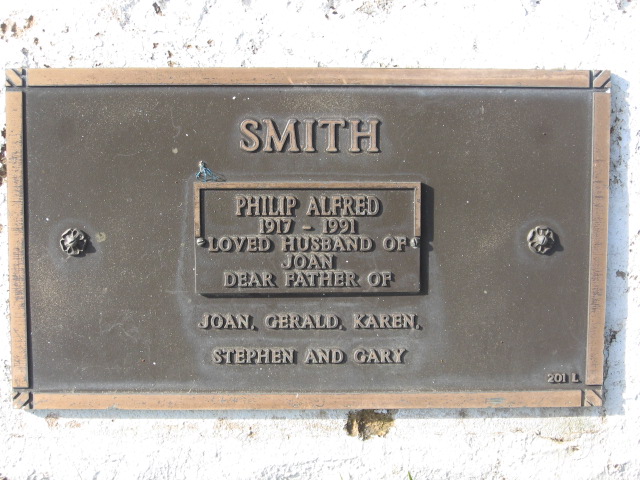 SMITH
PHILIP ALFRED
1917 - 1991
LOVED HUSBAND OF
JOAN
DEAR FATHER OF
JOAN, GERALD, KAREN,
STEPHEN AND GARY
201 L